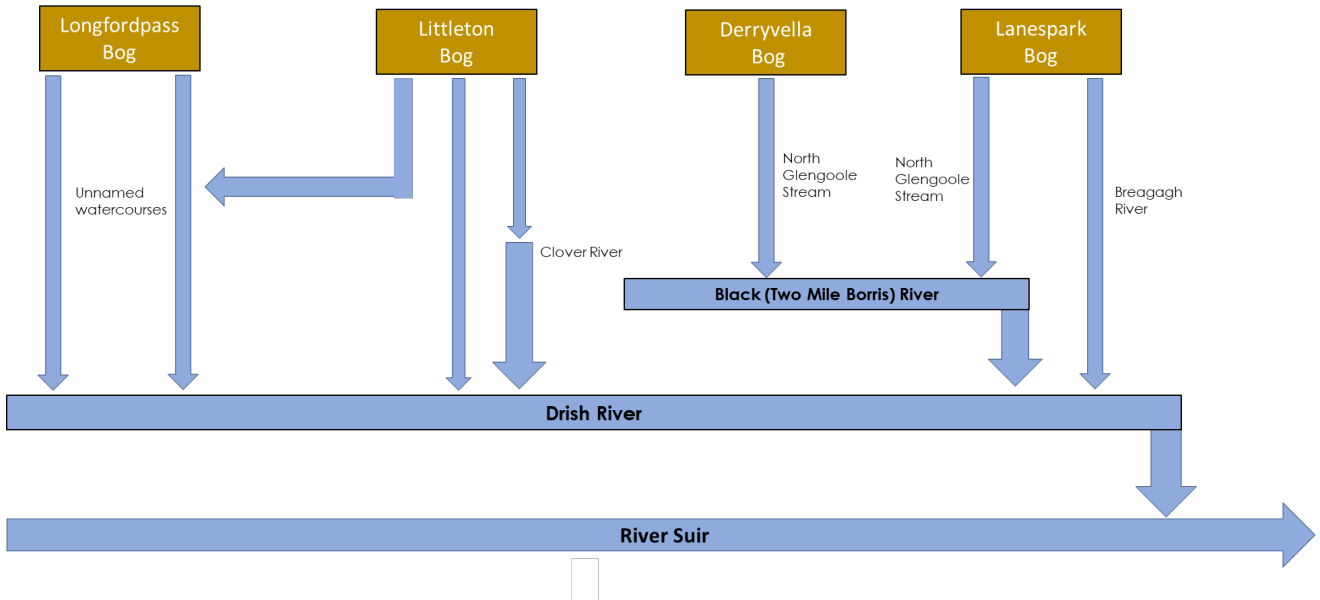 Longfordpass
Bog
Littleton
Bog
Derryvella
Bog
Lanespark
Bog
Unnamed
watercourses
Clover River
North
Glengoole
Stream
North
Glengoole
Stream
Breagagh
River
Black (Two Mile Borris) River
Drish River
River Suir